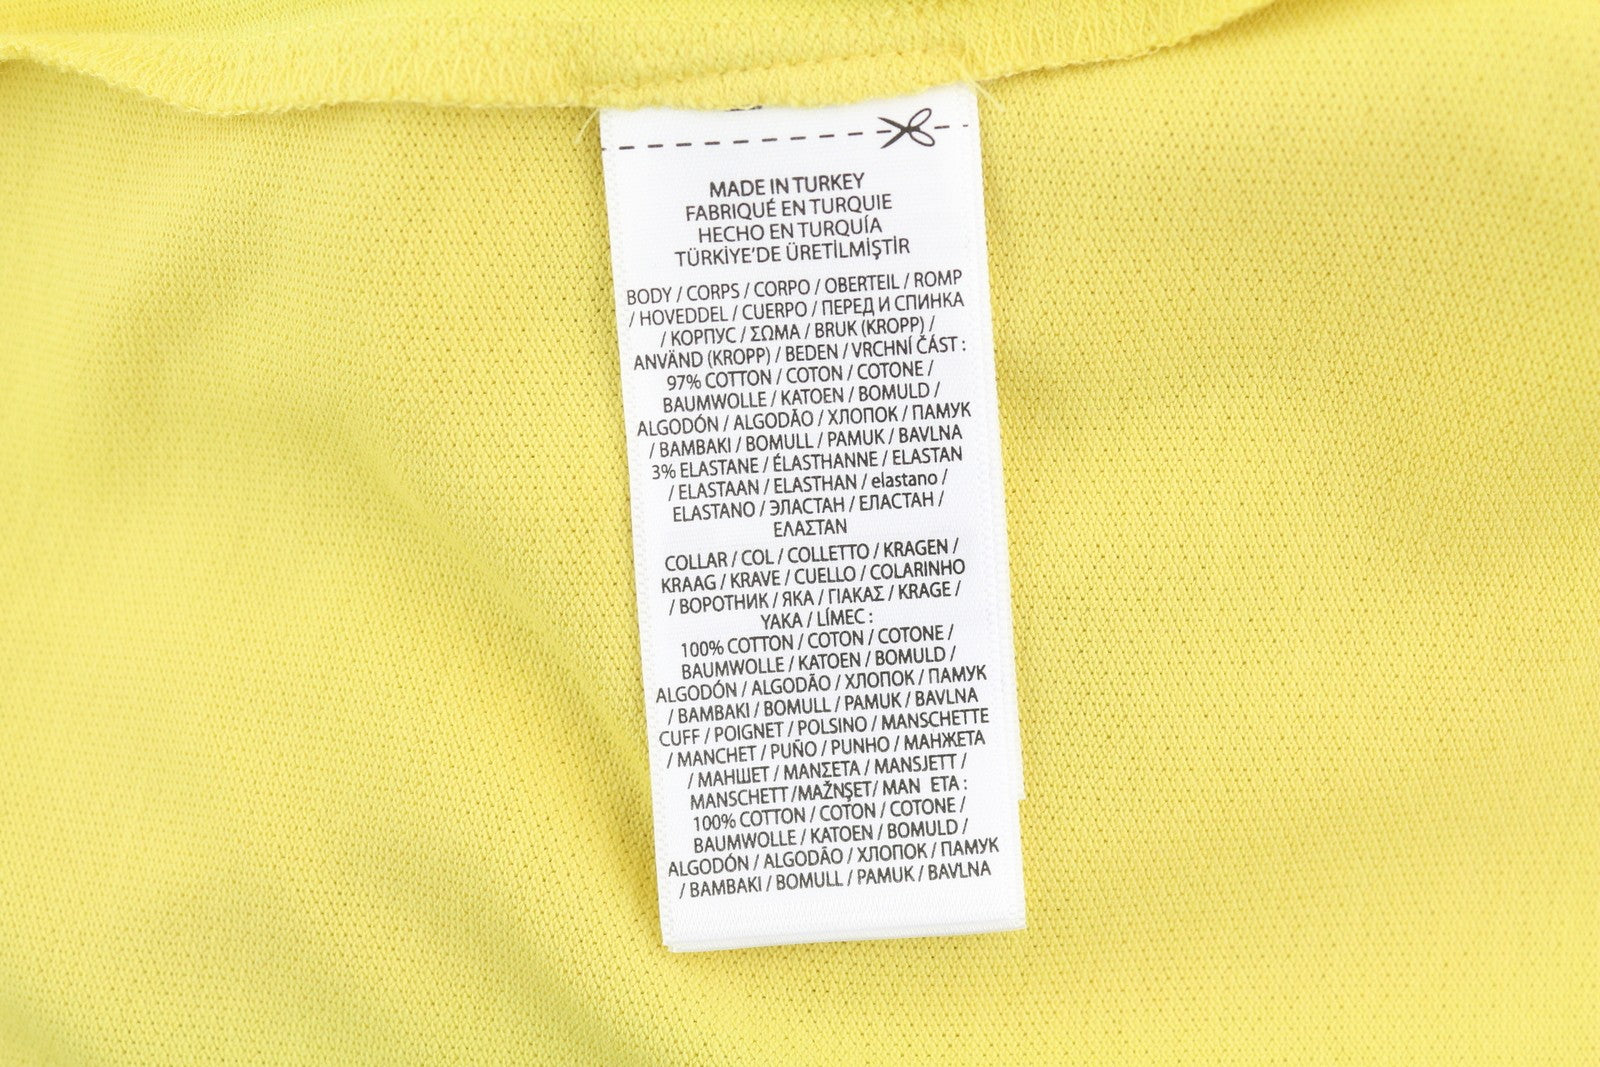 MADE IN TURKEY
FABRIQUÉ EN TURQUIE
HECHO EN TURQUÍA
TÜRKİYE'DE ÜRETİLMİŞTİR
BODY / CORPS / CORPO / OBERTEIL / ROMP
/ HOVEDDEL / CUERPO / ПЕРЕД И СПИНКА
/ КОРПУС / ΣΩΜΑ / BRUK (KROPP) /
ANVÄND (KROPP) / BEDEN / VRCHNÍ ČÁST :
97% COTTON / COTON / COTONE /
BAUMWOLLE / KATOEN / BOMULD /
ALGODÓN / ALGODÃO / ХЛОПОК / ПАМУК
/ BAMBAKI / BOMULL / PAMUK / BAVLNA
3% ELASTANE / ÉLASTHANNE / ELASTAN
/ ELASTAAN / ELASTHAN / elastano /
ELASTANO / ЭЛАСТАН / ЕЛАСТАН /
ΕΛΑΣΤΑΝ
COLLAR / COL / COLLETTO / KRAGEN /
KRAAG / KRAVE / CUELLO / COLARINHO
/ ВОРОТНИК / ЯКА / ГІАКАΣ / KRAGE /
YAKA / LÍMEC :
100% COTTON / COTON / COTONE /
BAUMWOLLE / KATOEN / BOMULD /
ALGODÓN / ALGODÃO / ХЛОПОК / ПАМУК
/ BAMBAKI / BOMULL / PAMUK / BAVLNA
CUFF / POIGNET / POLSINO / MANSCHETTE
/ MANCHET / PUÑO / PUNHO / МАНЖЕТА
/ МАНШЕТ / ΜΑΝΣΕΤΑ / MANSJETT /
MANSCHETT /MAŽNŞET/ MAN ETA :
100% COTTON / COTON / COTONE /
BAUMWOLLE / KATOEN / BOMULD /
ALGODÓN / ALGODÃO / ХЛОПОК / ПАМУК
/ BAMBAKI / BOMULL / PAMUK / BAVLNA